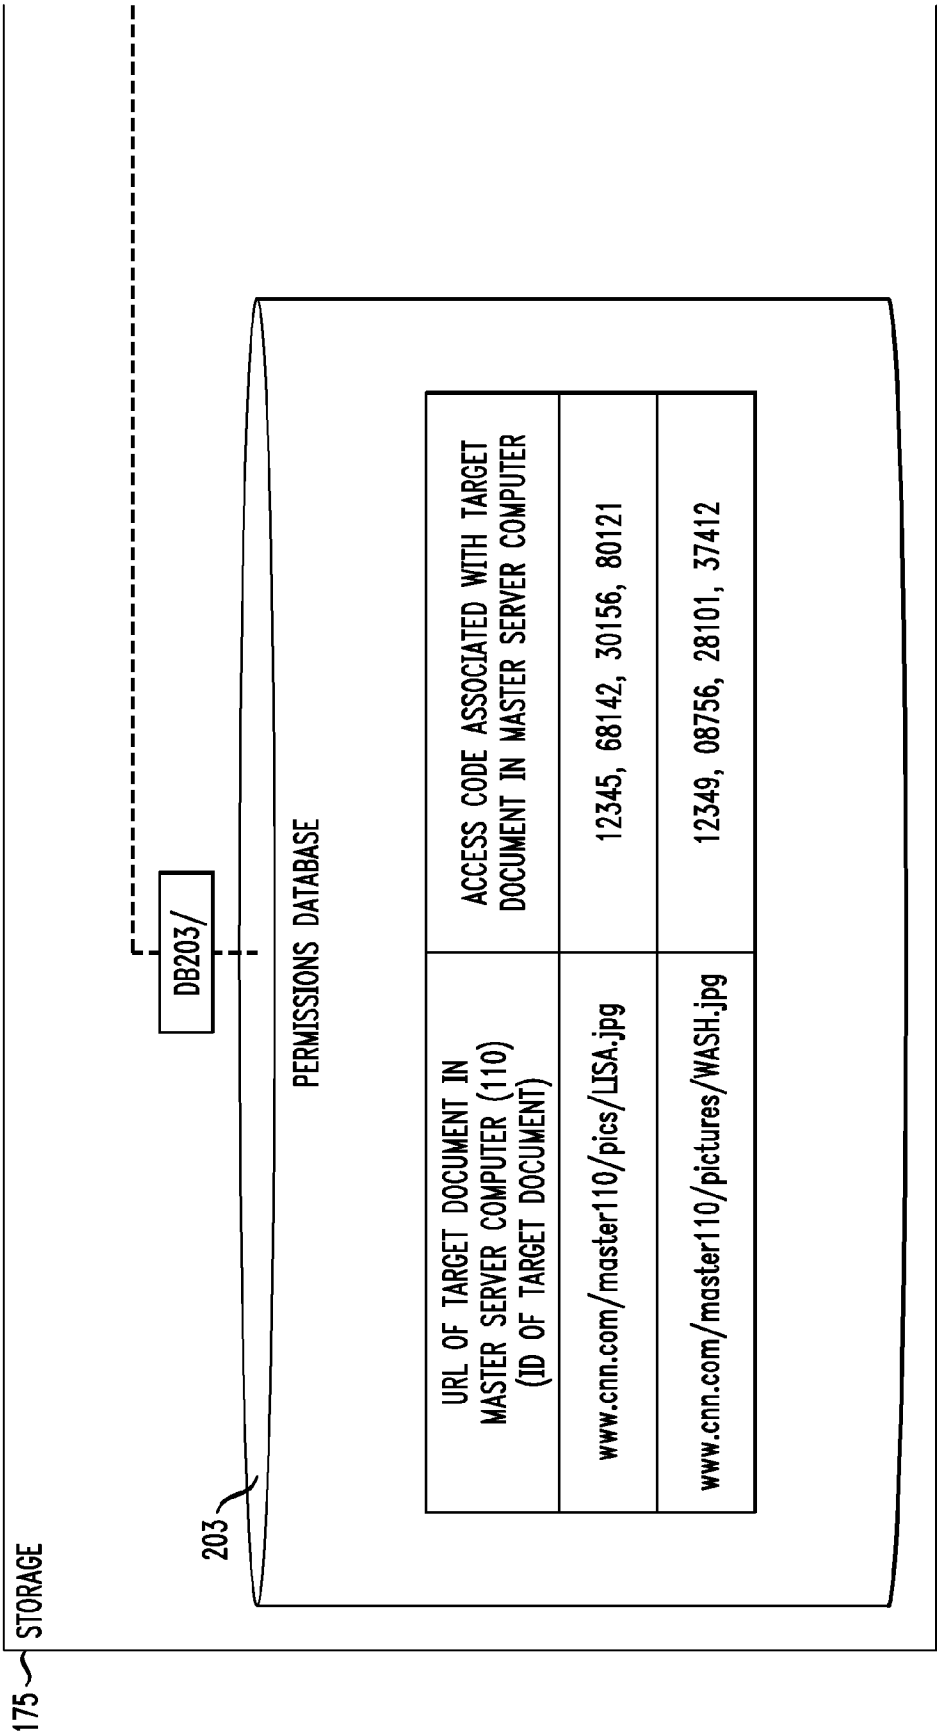 175 STORAGE
DB203/
203
PERMISSIONS DATABASE
URL OF TARGET DOCUMENT IN
MASTER SERVER COMPUTER (110)
(ID OF TARGET DOCUMENT)
ACCESS CODE ASSOCIATED WITH TARGET
DOCUMENT IN MASTER SERVER COMPUTER
www.cnn.com/master110/pics/LISA.jpg
12345, 68142, 30156, 80121
www.cnn.com/master110/pictures/WASH.jpg
12349, 08756, 28101, 37412